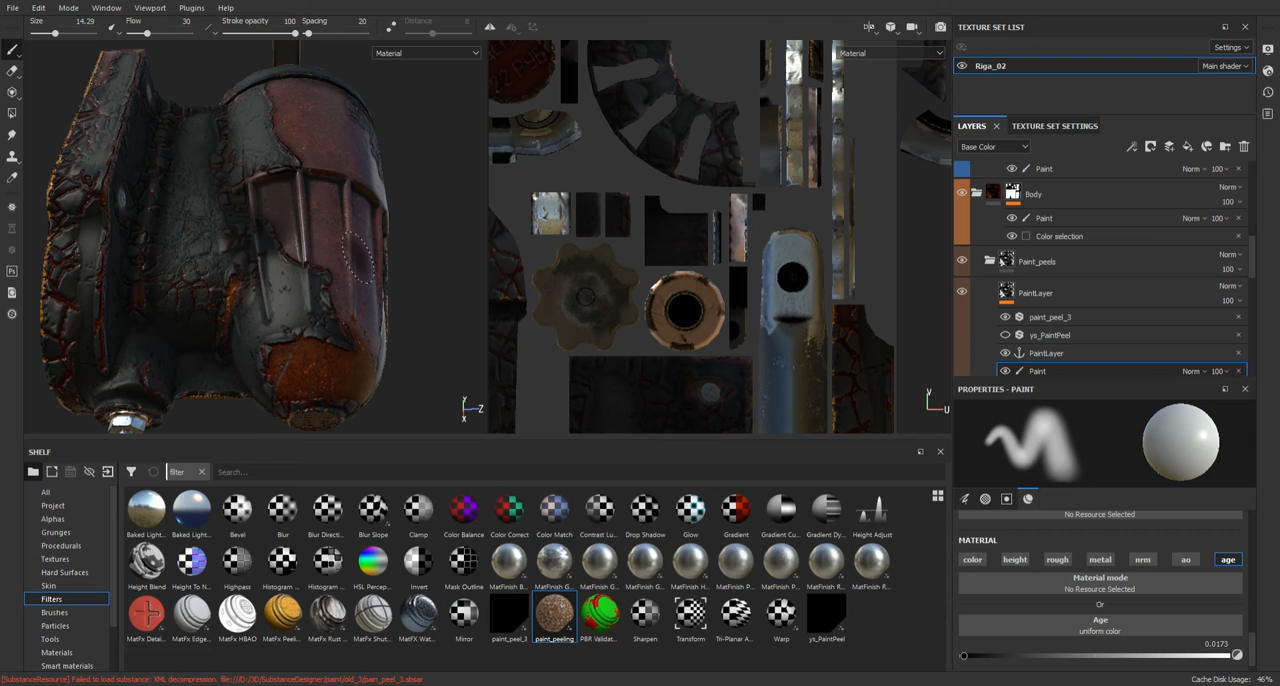 File Edit Mode Window Viewport Plugins Help
Size 14.29 Flow 30 Stroke opacity 100 Spacing 20 Distance 8
Material
Material
Y
Z
X
V
U
TEXTURE SET LIST
Settings
Riga_02 Main shader
LAYERS TEXTURE SET SETTINGS
Base Color
Paint Norm 100
Body Norm
100
Paint Norm 100
Color selection
Paint_peels Norm
100
PaintLayer Norm
100
paint_peel_3
ys_PaintPeel
PaintLayer
Paint Norm 100
PROPERTIES - PAINT
No Resource Selected
MATERIAL
color height rough metal nrm ao age
Material mode
No Resource Selected
Or
Age
uniform color
0.0173
SHELF
filter Search...
All
Project
Alphas
Grunges
Procedurals
Textures
Hard Surfaces
Skin
Filters
Brushes
Particles
Tools
Materials
Smart materials
Baked Light... Baked Light... Bevel Blur Blur Directi... Blur Slope Clamp Color Balance Color Correct Color Match Contrast Lu... Drop Shadow Glow Gradient Gradient Cu... Gradient Dy... Height Adjust
Height Blend Height To N... Highpass Histogram ... Histogram ... HSL Percep... Invert Mask Outline MatFinish B... MatFinish G... MatFinish G... MatFinish H... MatFinish P... MatFinish P... MatFinish P... MatFinish R... MatFinish R...
MatFx Detai... MatFx Edge... MatFx HBAO MatFx Peeli... MatFx Rust ... MatFx Shut... MatFX Wat... Mirror paint_peel_3 paint_peeling PBR Validat... Sharpen Transform Tri-Planar A... Warp ys_PaintPeel
[SubstanceResource] Failed to load substance: XML decompression. file:///D:/3D/SubstanceDesigner/paint/old_3/pain_peel_3.sbsar
Cache Disk Usage: 46%